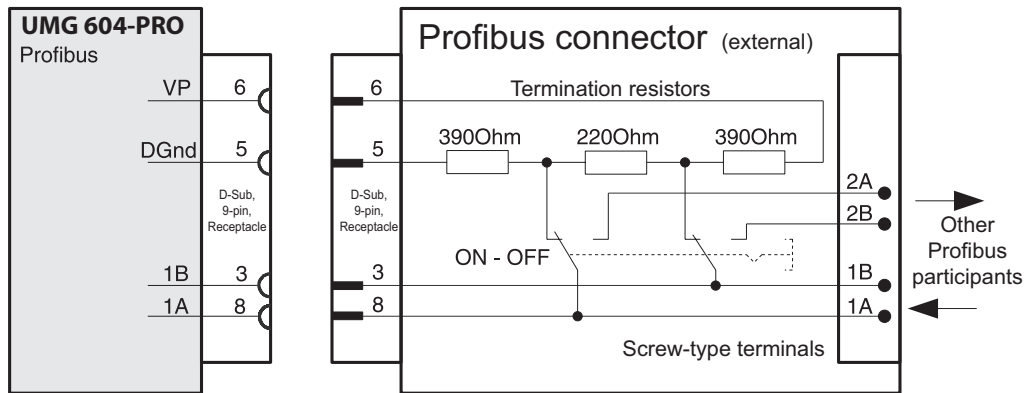 UMG 604-PRO
Profibus
VP 6
DGnd 5
D-Sub,
9-pin,
Receptacle
1B 3
1A 8
Profibus connector (external)
6 Termination resistors
5 390Ohm 220Ohm 390Ohm
D-Sub,
9-pin,
Receptacle
ON - OFF
3
8
2A
2B
1B
1A
Screw-type terminals
Other
Profibus
participants